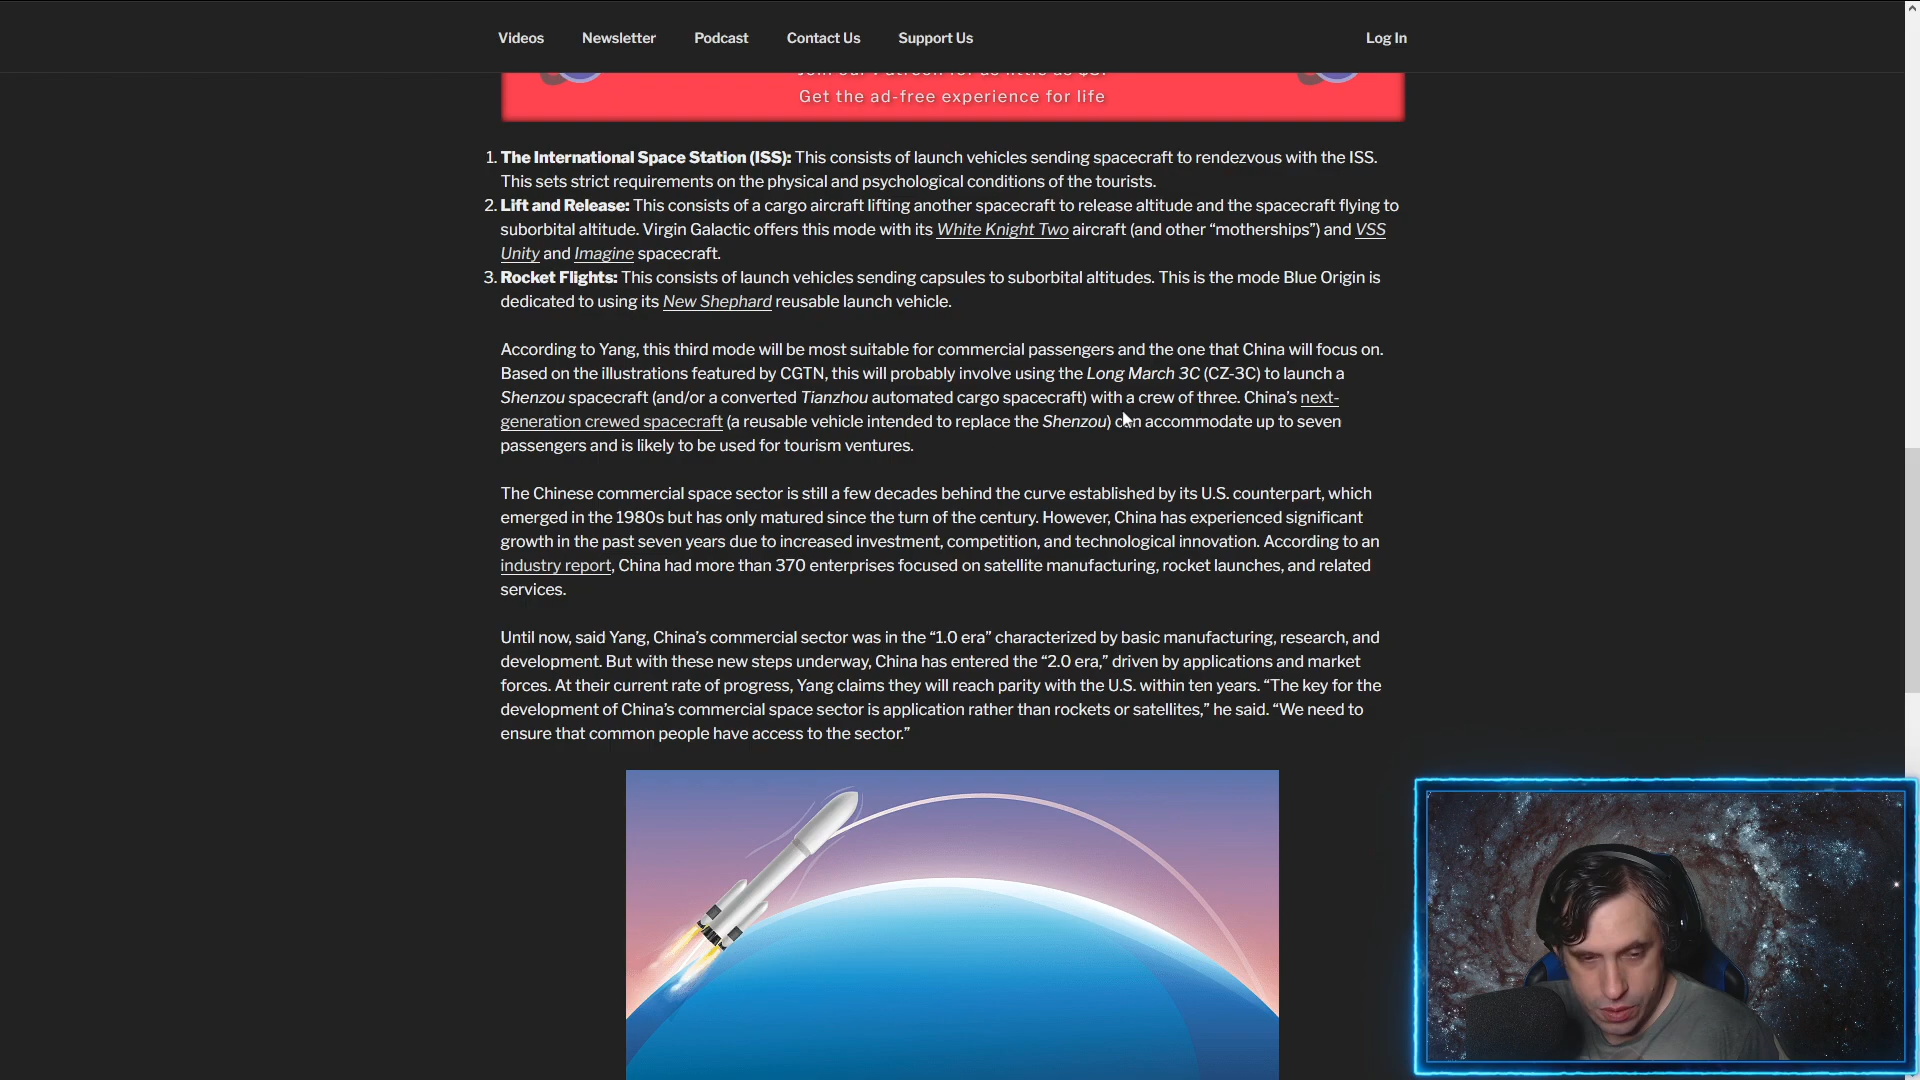 Videos
Newsletter
Podcast
Contact Us
Support Us
Log In
Join our Patreon for as little as $3!
Get the ad-free experience for life
1. The International Space Station (ISS): This consists of launch vehicles sending spacecraft to rendezvous with the ISS.
This sets strict requirements on the physical and psychological conditions of the tourists.
2. Lift and Release: This consists of a cargo aircraft lifting another spacecraft to release altitude and the spacecraft flying to
suborbital altitude. Virgin Galactic offers this mode with its White Knight Two aircraft (and other “motherships”) and VSS
Unity and Imagine spacecraft.
3. Rocket Flights: This consists of launch vehicles sending capsules to suborbital altitudes. This is the mode Blue Origin is
dedicated to using its New Shephard reusable launch vehicle.
According to Yang, this third mode will be most suitable for commercial passengers and the one that China will focus on.
Based on the illustrations featured by CGTN, this will probably involve using the Long March 3C (CZ-3C) to launch a
Shenzou spacecraft (and/or a converted Tianzhou automated cargo spacecraft) with a crew of three. China’s next-
generation crewed spacecraft (a reusable vehicle intended to replace the Shenzou) can accommodate up to seven
passengers and is likely to be used for tourism ventures.
The Chinese commercial space sector is still a few decades behind the curve established by its U.S. counterpart, which
emerged in the 1980s but has only matured since the turn of the century. However, China has experienced significant
growth in the past seven years due to increased investment, competition, and technological innovation. According to an
industry report, China had more than 370 enterprises focused on satellite manufacturing, rocket launches, and related
services.
Until now, said Yang, China’s commercial sector was in the “1.0 era” characterized by basic manufacturing, research, and
development. But with these new steps underway, China has entered the “2.0 era,” driven by applications and market
forces. At their current rate of progress, Yang claims they will reach parity with the U.S. within ten years. “The key for the
development of China’s commercial space sector is application rather than rockets or satellites,” he said. “We need to
ensure that common people have access to the sector.”